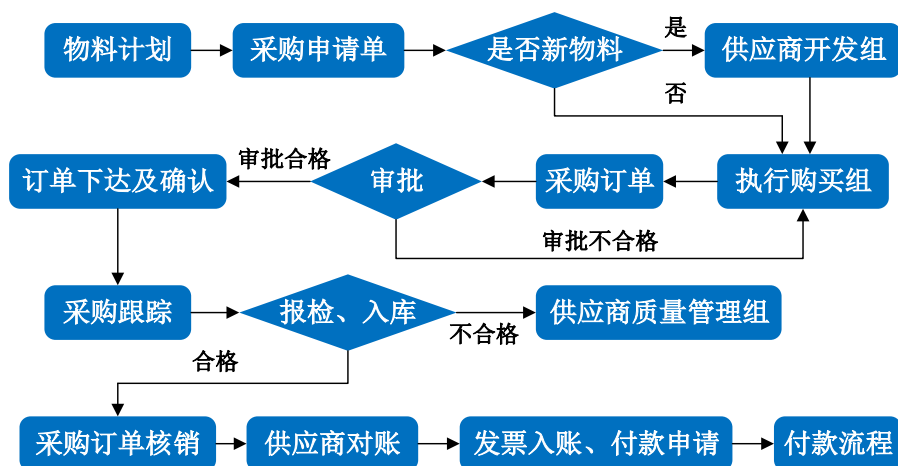 物料计划
采购申请单
是否新物料
是
供应商开发组
否
审批合格
订单下达及确认
审批
采购订单
执行购买组
审批不合格
采购跟踪
报检、入库
不合格
供应商质量管理组
合格
采购订单核销
供应商对账
发票入账、付款申请
付款流程